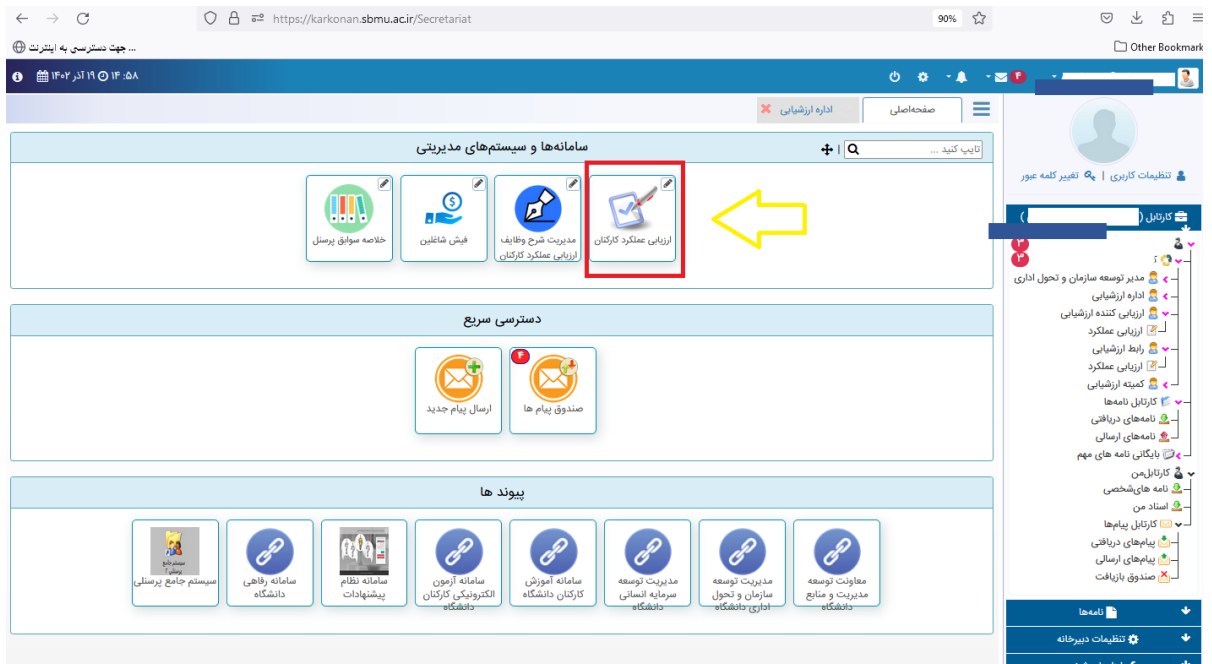 https://karkonan.sbmu.ac.ir/Secretariat
90%
جهت دسترسی به اینترنت ...
Other Bookmark
۱۴:۵۸ ۱۹ آذر ۱۴۰۲
۴
صفحه‌اصلی
اداره ارزشیابی
تنظیمات کاربری | تغییر کلمه عبور
سامانه‌ها و سیستم‌های مدیریتی
تایپ کنید ...
ارزیابی عملکرد کارکنان
مدیریت شرح وظایف
ارزیابی عملکرد کارکنان
فیش شاغلین
خلاصه سوابق پرسنل
دسترسی سریع
۴
صندوق پیام ها
ارسال پیام جدید
پیوند ها
معاونت توسعه
مدیریت و منابع
دانشگاه
مدیریت توسعه
سازمان و تحول
اداری دانشگاه
مدیریت توسعه
سرمایه انسانی
دانشگاه
سامانه آموزش
کارکنان دانشگاه
سامانه آزمون
الکترونیکی کارکنان
دانشگاه
سامانه نظام
پیشنهادات
سامانه رفاهی
دانشگاه
سیستم جامع پرسنلی
کارتابل (
)
۳
۳
مدیر توسعه سازمان و تحول اداری
اداره ارزشیابی
ارزیابی کننده ارزشیابی
ارزیابی عملکرد
رابط ارزشیابی
ارزیابی عملکرد
کمیته ارزشیابی
کارتابل نامه‌ها
نامه‌های دریافتی
نامه‌های ارسالی
بایگانی نامه های مهم
کارتابل‌من
نامه های‌شخصی
اسناد من
کارتابل پیام‌ها
پیام‌های دریافتی
پیام‌های ارسالی
صندوق بازیافت
نامه‌ها
تنظیمات دبیرخانه